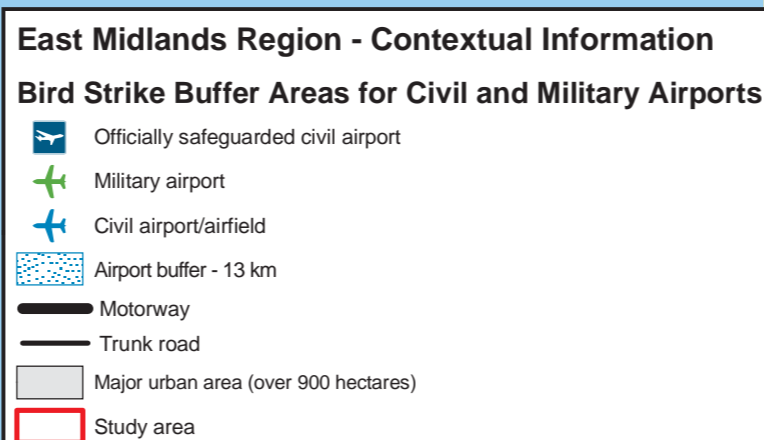 East Midlands Region - Contextual Information
Bird Strike Buffer Areas for Civil and Military Airports
Officially safeguarded civil airport
Military airport
Civil airport/airfield
Airport buffer - 13 km
Motorway
Trunk road
Major urban area (over 900 hectares)
Study area